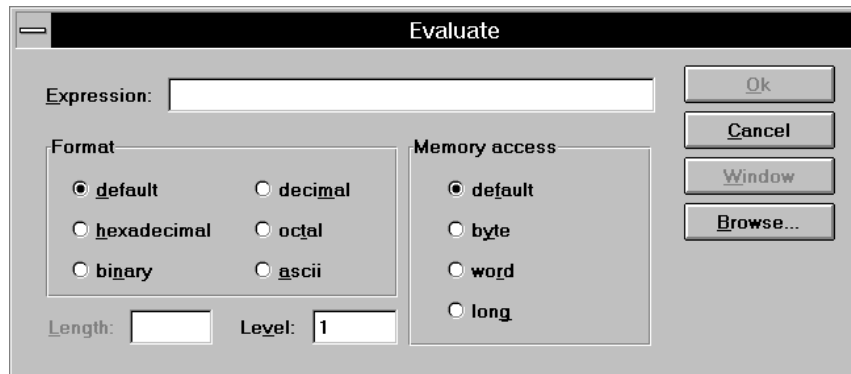 Evaluate
Expression:
Ok
Cancel
Window
Browse...
Format
default
decimal
hexadecimal
octal
binary
ascii
Memory access
default
byte
word
long
Length:
Level: 1